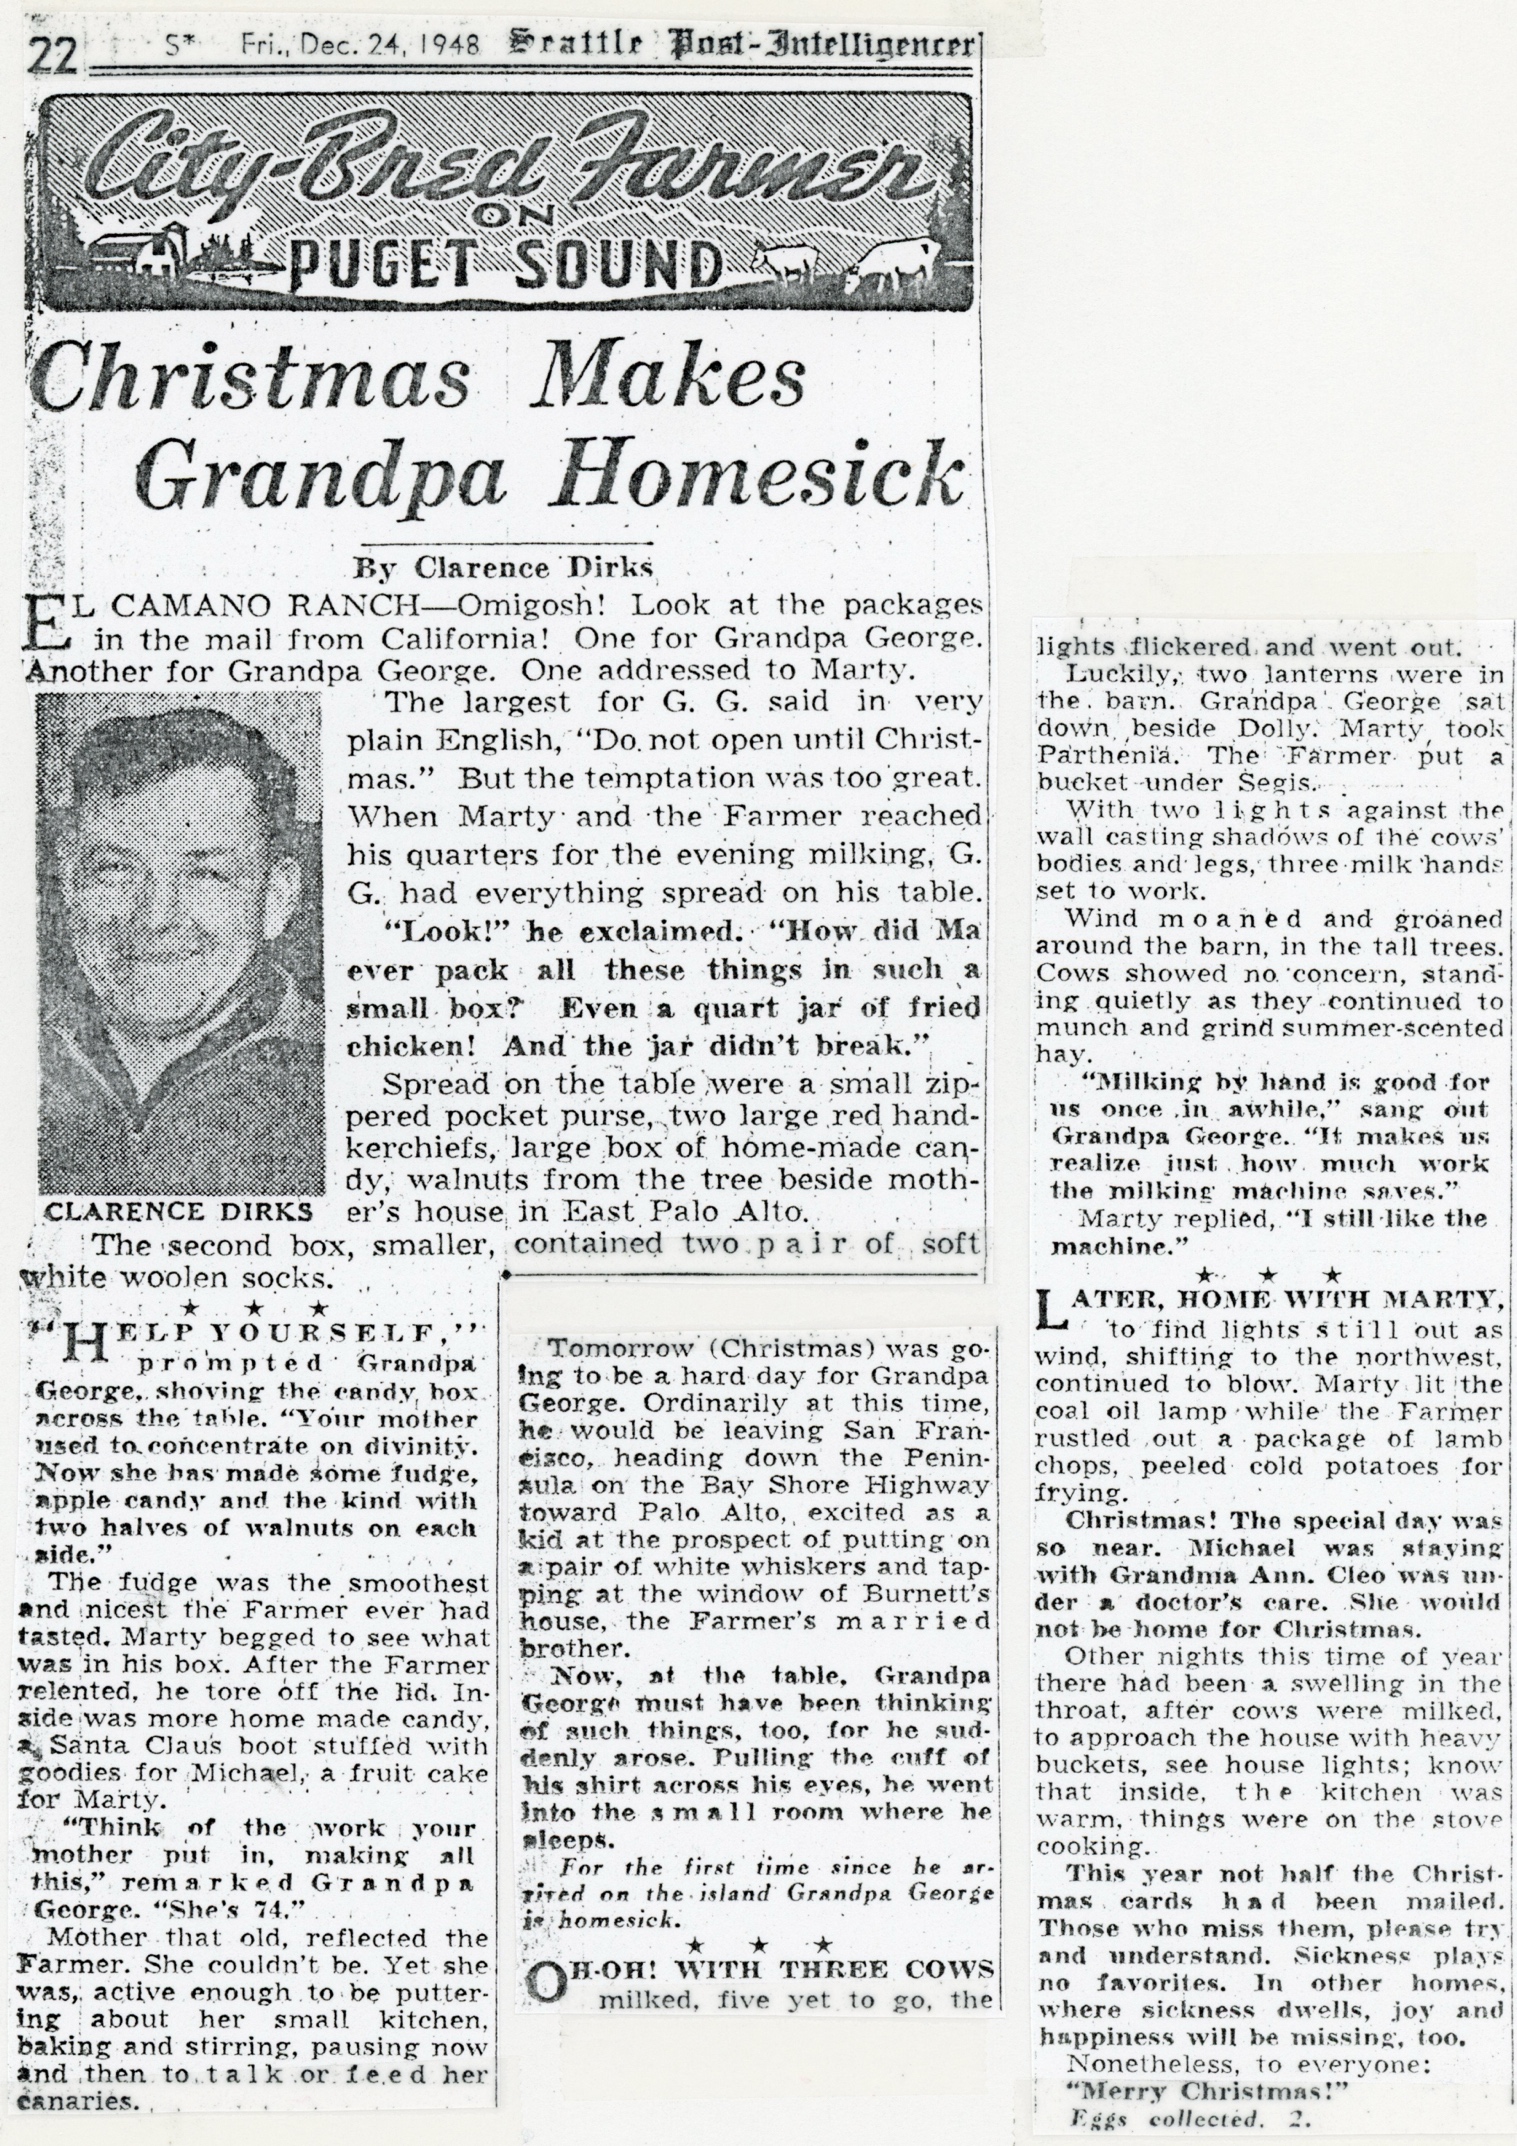 22 S* Fri., Dec. 24, 1948 Seattle Post-Intelligencer
City-Bred Farmer
ON
PUGET SOUND
Christmas Makes
Grandpa Homesick
By Clarence Dirks
EL CAMANO RANCH—Omigosh! Look at the packages
in the mail from California! One for Grandpa George.
Another for Grandpa George. One addressed to Marty.
The largest for G. G. said in very
plain English, “Do not open until Christ-
mas.” But the temptation was too great.
When Marty and the Farmer reached
his quarters for the evening milking, G.
G. had everything spread on his table.
“Look!” he exclaimed. “How did Ma
ever pack all these things in such a
small box? Even a quart jar of fried
chicken! And the jar didn't break.”
Spread on the table were a small zip-
pered pocket purse, two large red hand-
kerchiefs, large box of home-made can-
dy, walnuts from the tree beside moth-
er's house in East Palo Alto.
CLARENCE DIRKS
The second box, smaller, contained two pair of soft
white woolen socks.
★ ★ ★
“HELP YOURSELF,”
prompted Grandpa
George, shoving the candy box
across the table. “Your mother
used to concentrate on divinity.
Now she has made some fudge,
apple candy and the kind with
two halves of walnuts on each
side.”
The fudge was the smoothest
and nicest the Farmer ever had
tasted. Marty begged to see what
was in his box. After the Farmer
relented, he tore off the lid. In-
side was more home made candy,
a Santa Claus boot stuffed with
goodies for Michael, a fruit cake
for Marty.
“Think of the work your
mother put in, making all
this,” remarked Grandpa
George. “She's 74.”
Mother that old, reflected the
Farmer. She couldn't be. Yet she
was, active enough to be putter-
ing about her small kitchen,
baking and stirring, pausing now
and then to talk or feed her
canaries.
Tomorrow (Christmas) was go-
ing to be a hard day for Grandpa
George. Ordinarily at this time,
he would be leaving San Fran-
cisco, heading down the Penin-
sula on the Bay Shore Highway
toward Palo Alto, excited as a
kid at the prospect of putting on
a pair of white whiskers and tap-
ping at the window of Burnett's
house, the Farmer's married
brother.
Now, at the table, Grandpa
George must have been thinking
of such things, too, for he sud-
denly arose. Pulling the cuff of
his shirt across his eyes, he went
into the small room where he
sleeps.
For the first time since he ar-
rived on the island Grandpa George
is homesick.
★ ★ ★
OH-OH! WITH THREE COWS
milked, five yet to go, the
lights flickered and went out.
Luckily, two lanterns were in
the barn. Grandpa George sat
down beside Dolly. Marty took
Parthenia. The Farmer put a
bucket under Segis.
With two lights against the
wall casting shadows of the cows'
bodies and legs, three milk hands
set to work.
Wind moaned and groaned
around the barn, in the tall trees.
Cows showed no concern, stand-
ing quietly as they continued to
munch and grind summer-scented
hay.
“Milking by hand is good for
us once in awhile,” sang out
Grandpa George. “It makes us
realize just how much work
the milking machine saves.”
Marty replied, “I still like the
machine.”
★ ★ ★
LATER, HOME WITH MARTY,
to find lights still out as
wind, shifting to the northwest,
continued to blow. Marty lit the
coal oil lamp while the Farmer
rustled out a package of lamb
chops, peeled cold potatoes for
frying.
Christmas! The special day was
so near. Michael was staying
with Grandma Ann. Cleo was un-
der a doctor's care. She would
not be home for Christmas.
Other nights this time of year
there had been a swelling in the
throat, after cows were milked,
to approach the house with heavy
buckets, see house lights; know
that inside, the kitchen was
warm, things were on the stove
cooking.
This year not half the Christ-
mas cards had been mailed.
Those who miss them, please try
and understand. Sickness plays
no favorites. In other homes,
where sickness dwells, joy and
happiness will be missing, too.
Nonetheless, to everyone:
“Merry Christmas!”
Eggs collected. 2.